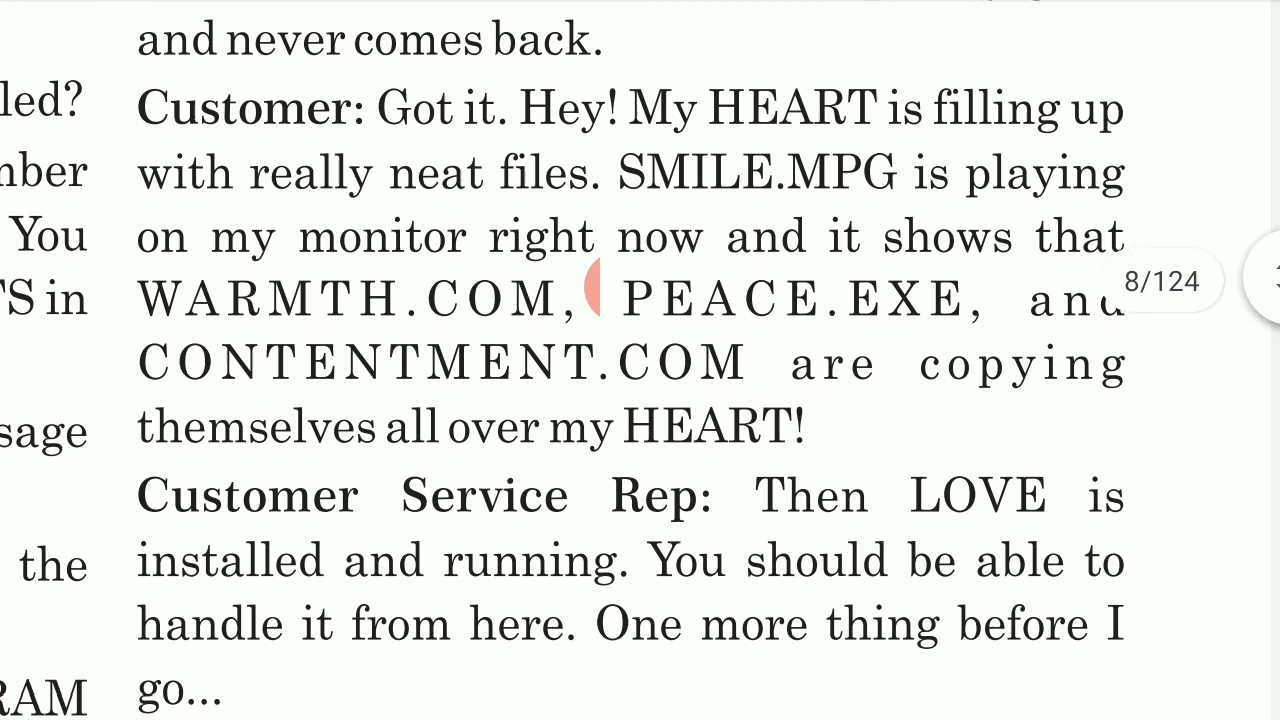 led?
mber
You
TS in
sage
the
RAM
and never comes back.
Customer: Got it. Hey! My HEART is filling up
with really neat files. SMILE.MPG is playing
on my monitor right now and it shows that
WARMTH.COM, PEACE.EXE, and
CONTENTMENT.COM are copying
themselves all over my HEART!
Customer Service Rep: Then LOVE is
installed and running. You should be able to
handle it from here. One more thing before I
go...
8/124